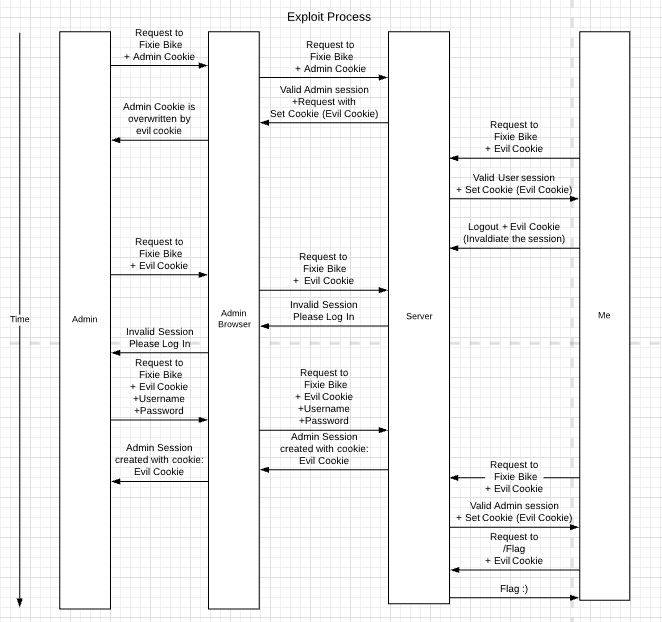 Exploit Process
Request to
Fixie Bike
+ Admin Cookie
Request to
Fixie Bike
+ Admin Cookie
Valid Admin session
+Request with
Set Cookie (Evil Cookie)
Admin Cookie is
overwritten by
evil cookie
Request to
Fixie Bike
+ Evil Cookie
Valid User session
+ Set Cookie (Evil Cookie)
Logout + Evil Cookie
(Invaldiate the session)
Request to
Fixie Bike
+ Evil Cookie
Request to
Fixie Bike
+ Evil Cookie
Invalid Session
Please Log In
Time
Admin
Admin
Browser
Server
Me
Invalid Session
Please Log In
Request to
Fixie Bike
+ Evil Cookie
+Username
+Password
Request to
Fixie Bike
+ Evil Cookie
+Username
+Password
Admin Session
created with cookie:
Evil Cookie
Admin Session
created with cookie:
Evil Cookie
Request to
Fixie Bike
+ Evil Cookie
Valid Admin session
+ Set Cookie (Evil Cookie)
Request to
/Flag
+ Evil Cookie
Flag :)